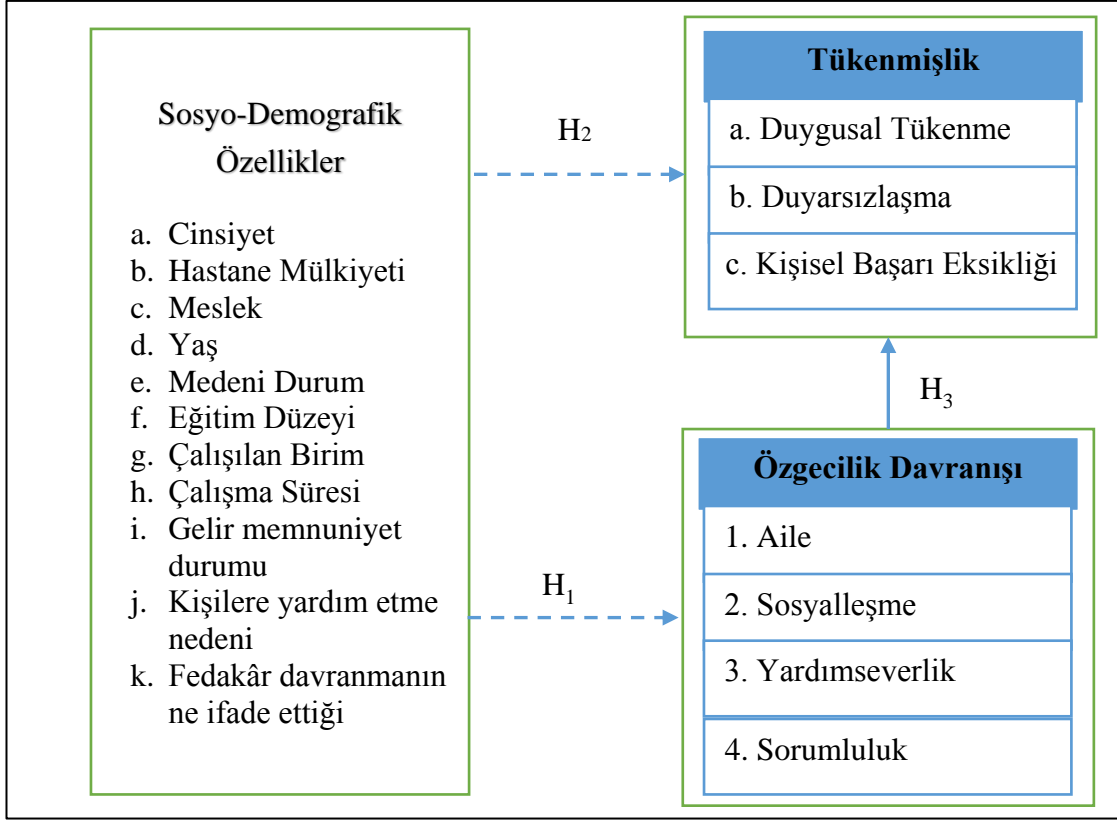 Sosyo-Demografik
Özellikler
a. Cinsiyet
b. Hastane Mülkiyeti
c. Meslek
d. Yaş
e. Medeni Durum
f. Eğitim Düzeyi
g. Çalışılan Birim
h. Çalışma Süresi
i. Gelir memnuniyet
durumu
j. Kişilere yardım etme
nedeni
k. Fedakâr davranmanın
ne ifade ettiği
H2
H1
Tükenmişlik
a. Duygusal Tükenme
b. Duyarsızlaşma
c. Kişisel Başarı Eksikliği
H3
Özgecilik Davranışı
1. Aile
2. Sosyalleşme
3. Yardımseverlik
4. Sorumluluk